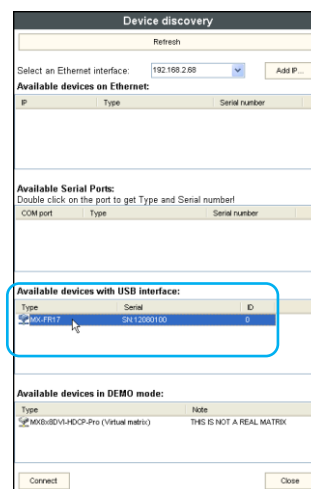 Device discovery
Refresh
Select an Ethernet interface: 192.168.2.68 Add IP...
Available devices on Ethernet:
IP Type Serial number
Available Serial Ports:
Double click on the port to get Type and Serial number!
COM port Type Serial number
Available devices with USB interface:
Type Serial ID
MX-FR17 SN:12080100 0
Available devices in DEMO mode:
Type Note
MX8x8DVI-HDCP-Pro (Virtual matrix) THIS IS NOT A REAL MATRIX
Connect Close